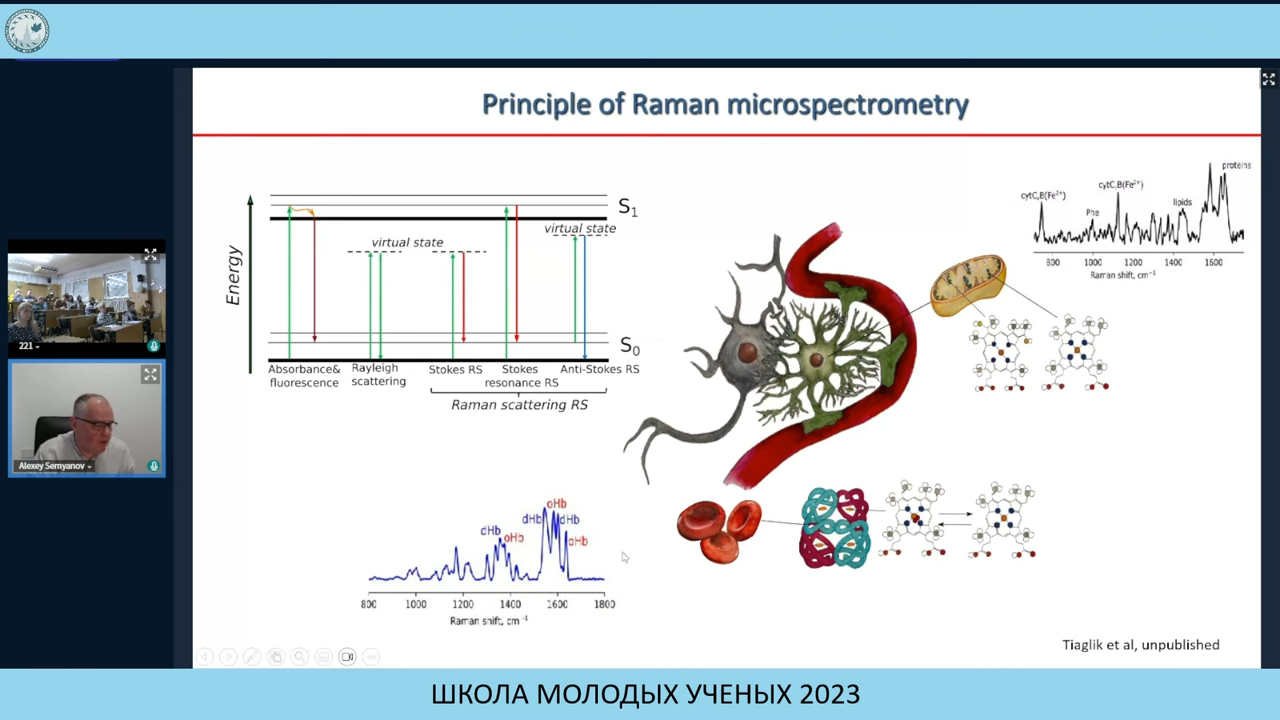 Principle of Raman microspectrometry
Energy
S1
virtual state
virtual state
S0
Absorbance&
fluorescence
Rayleigh
scattering
Stokes RS
Stokes
resonance RS
Anti-Stokes RS
Raman scattering RS
proteins
cytC,B(Fe²⁺)
cytC,B(Fe²⁺)
Phe
lipids
800 1000 1200 1400 1600
Raman shift, cm⁻¹
221
Alexey Semyanov
oHb
dHb
dHb
dHb
oHb
oHb
800 1000 1200 1400 1600 1800
Raman shift, cm ⁻¹
Tiaglik et al, unpublished
ШКОЛА МОЛОДЫХ УЧЕНЫХ 2023